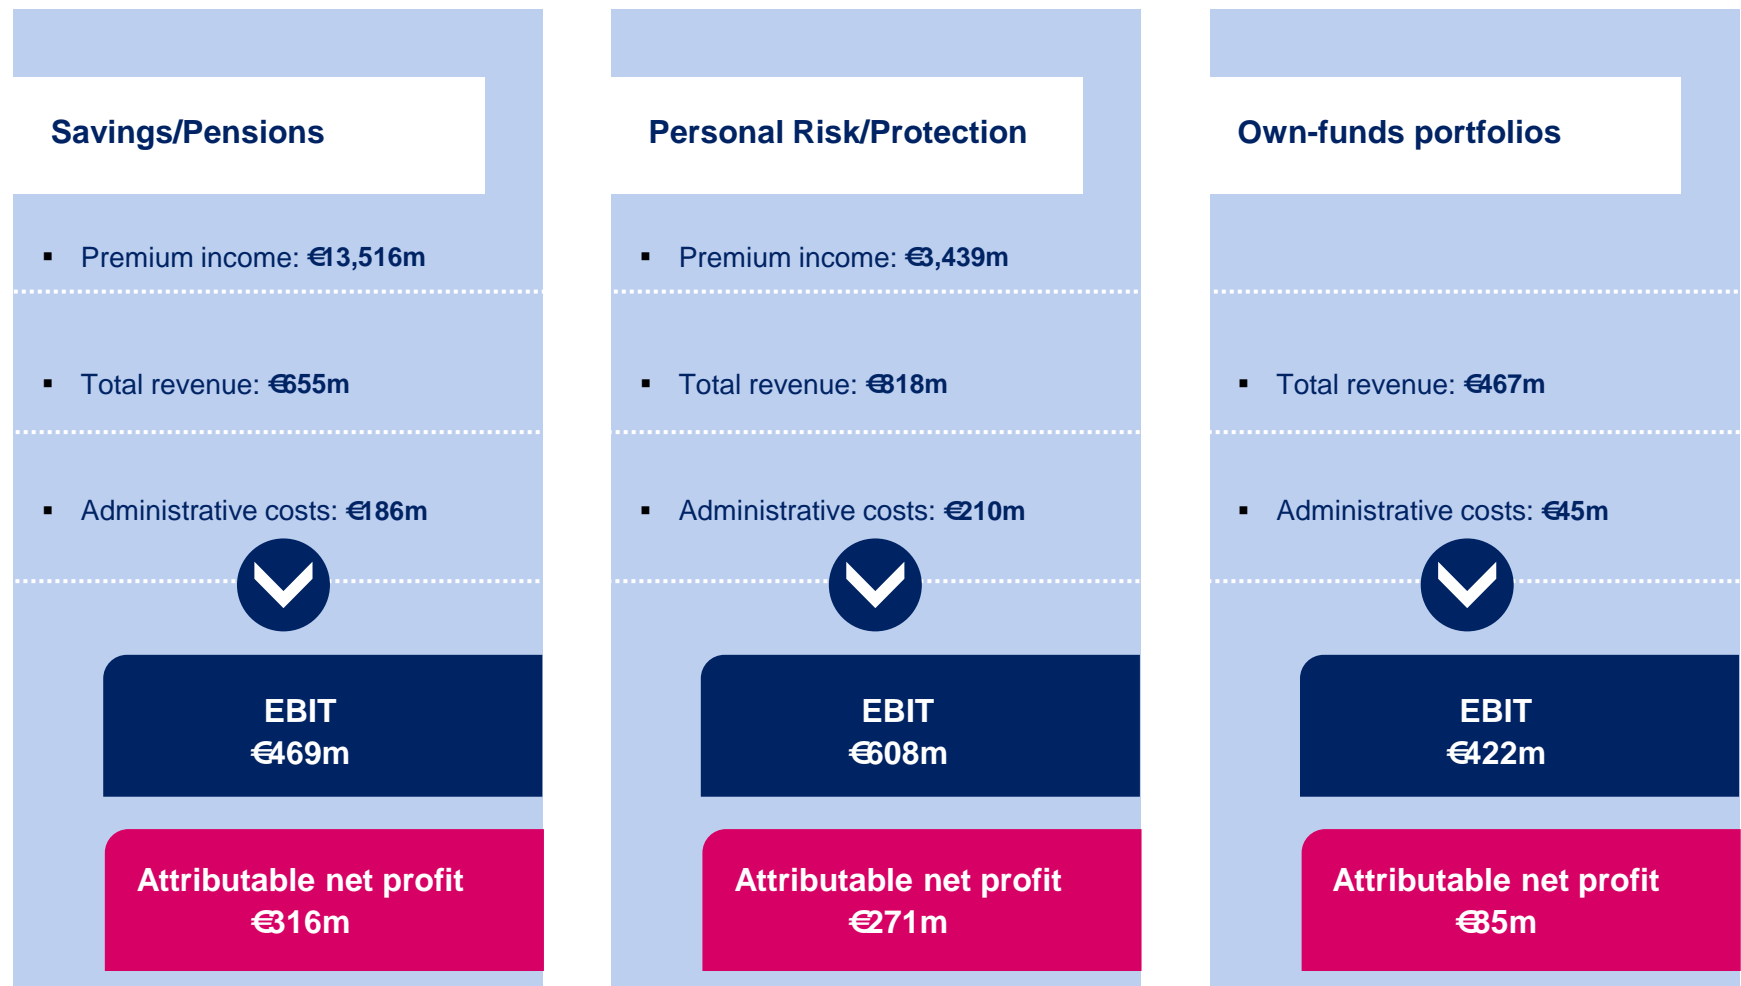 Savings/Pensions
▪ Premium income: €13,516m
▪ Total revenue: €655m
▪ Administrative costs: €186m
EBIT
€469m
Attributable net profit
€316m
Personal Risk/Protection
▪ Premium income: €3,439m
▪ Total revenue: €818m
▪ Administrative costs: €210m
EBIT
€608m
Attributable net profit
€271m
Own-funds portfolios
▪ Total revenue: €467m
▪ Administrative costs: €45m
EBIT
€422m
Attributable net profit
€85m